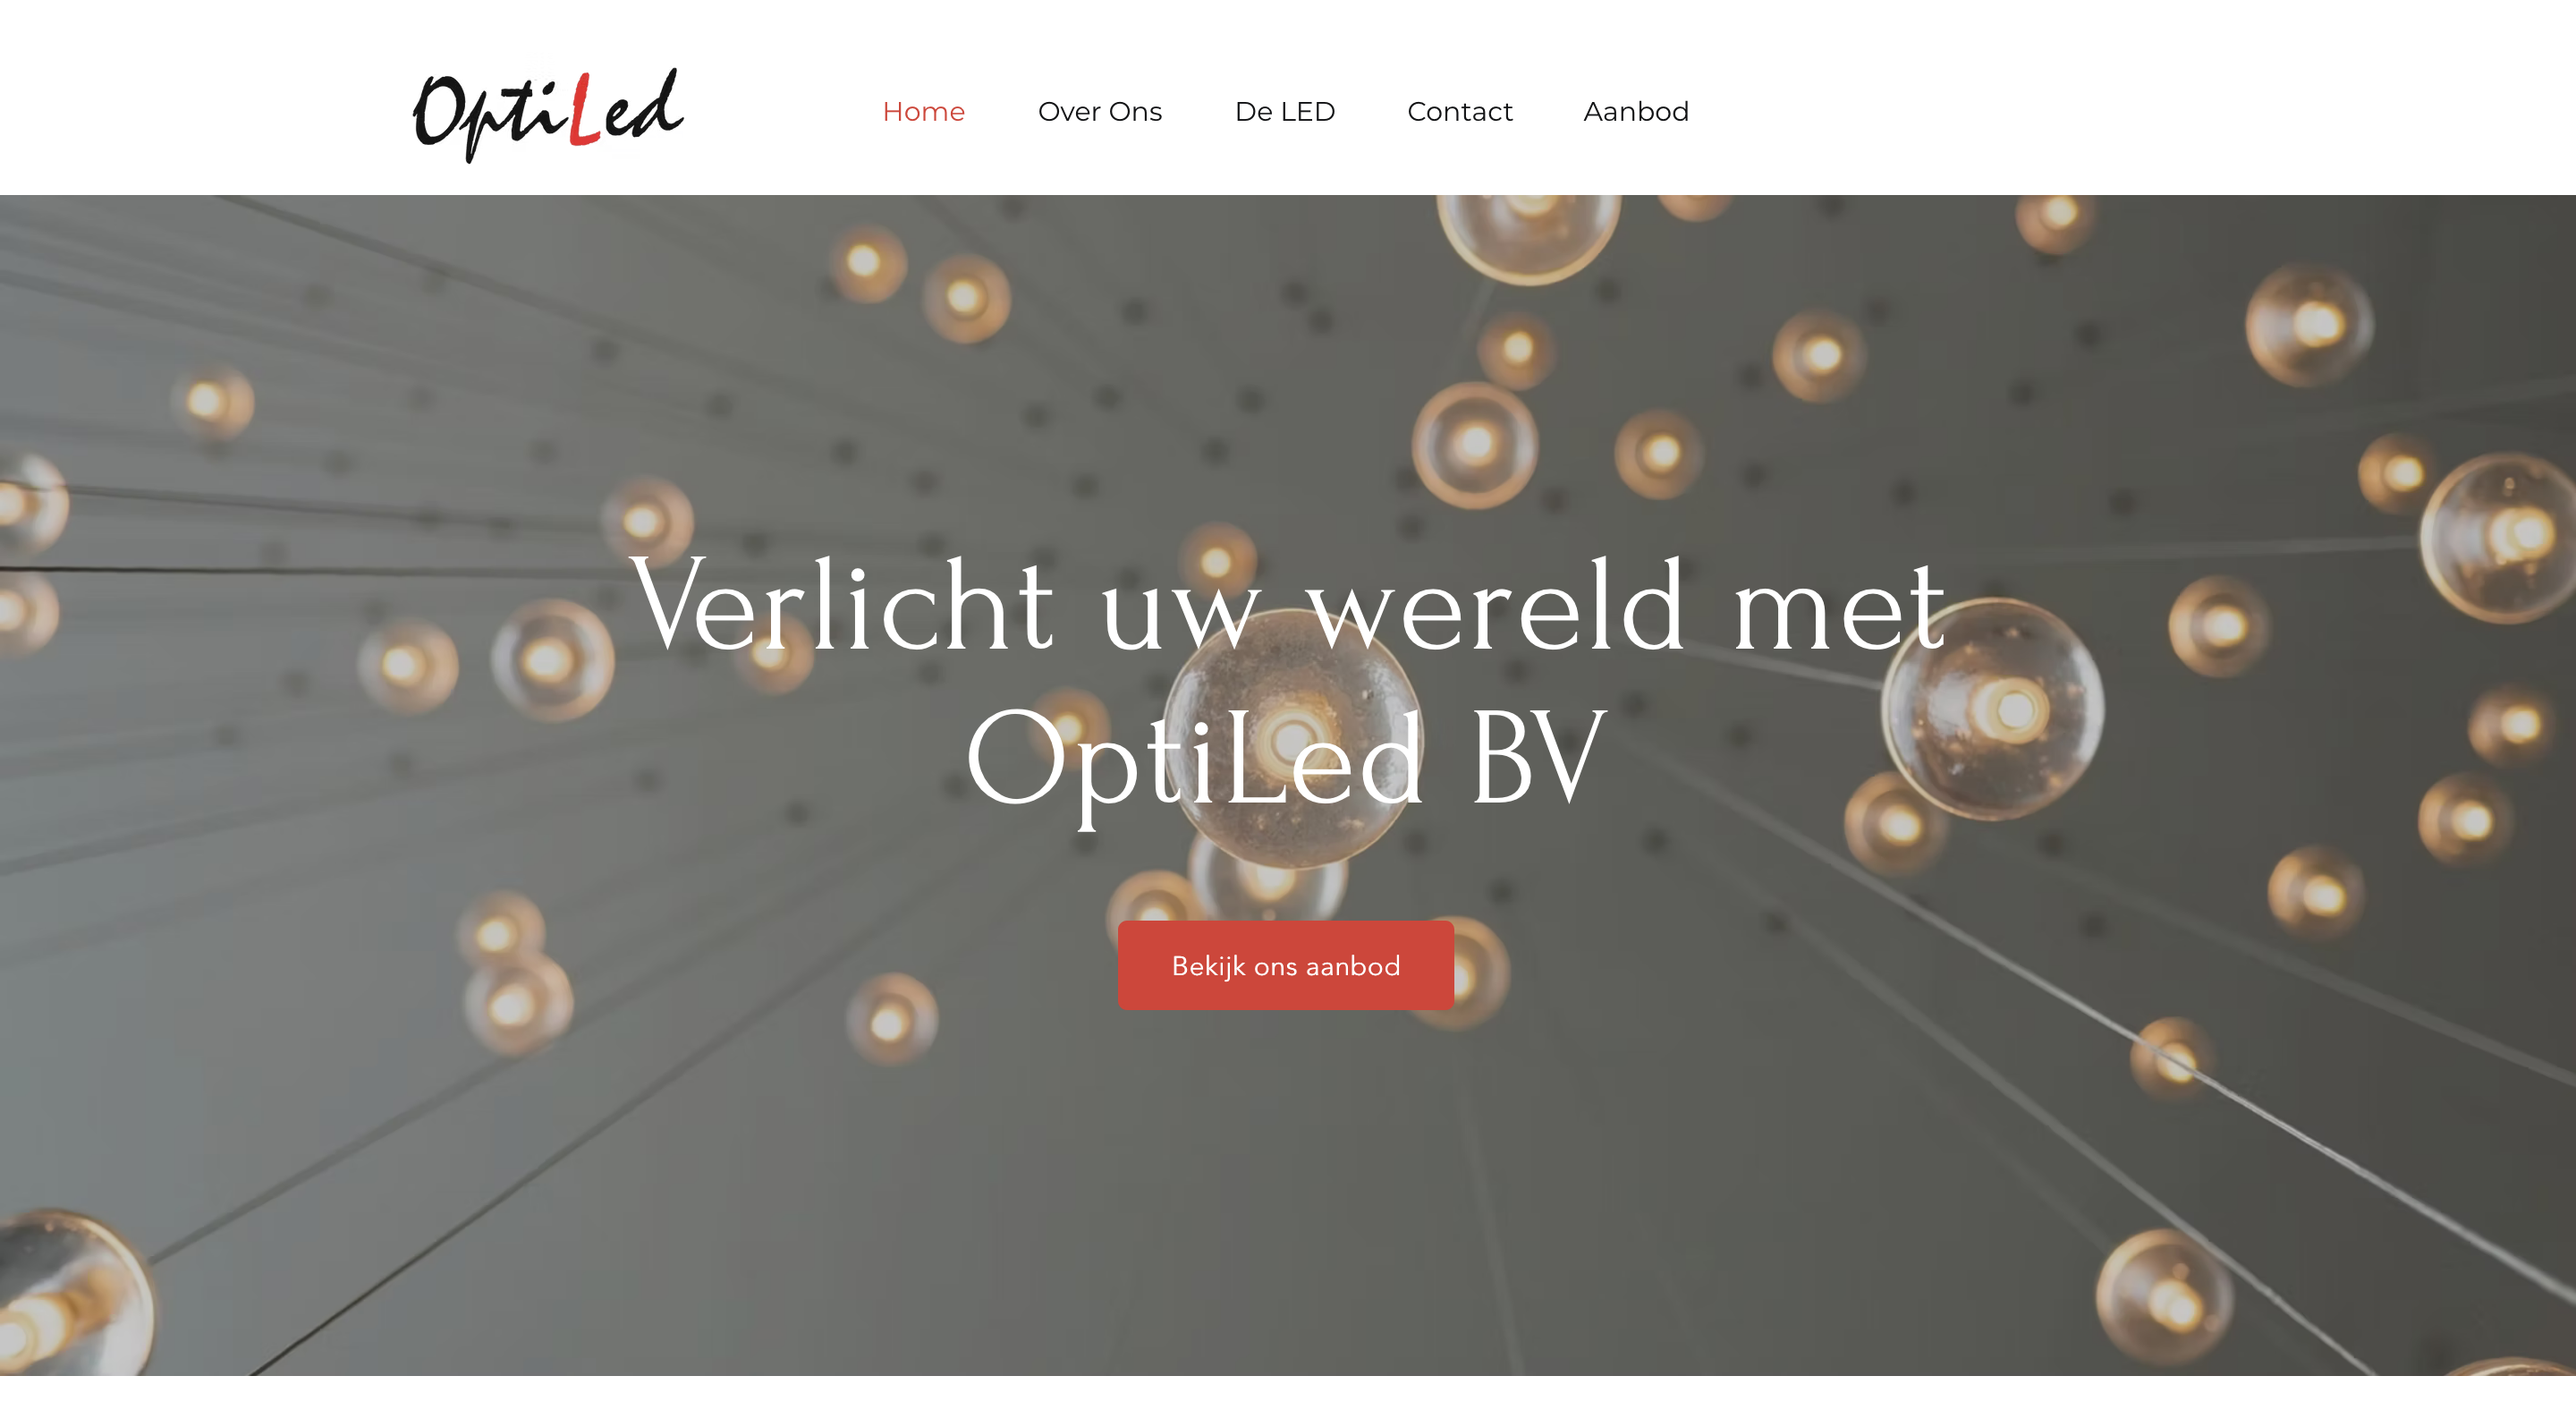 OptiLed
Home Over Ons De LED Contact Aanbod
Verlicht uw wereld met
OptiLed BV
Bekijk ons aanbod